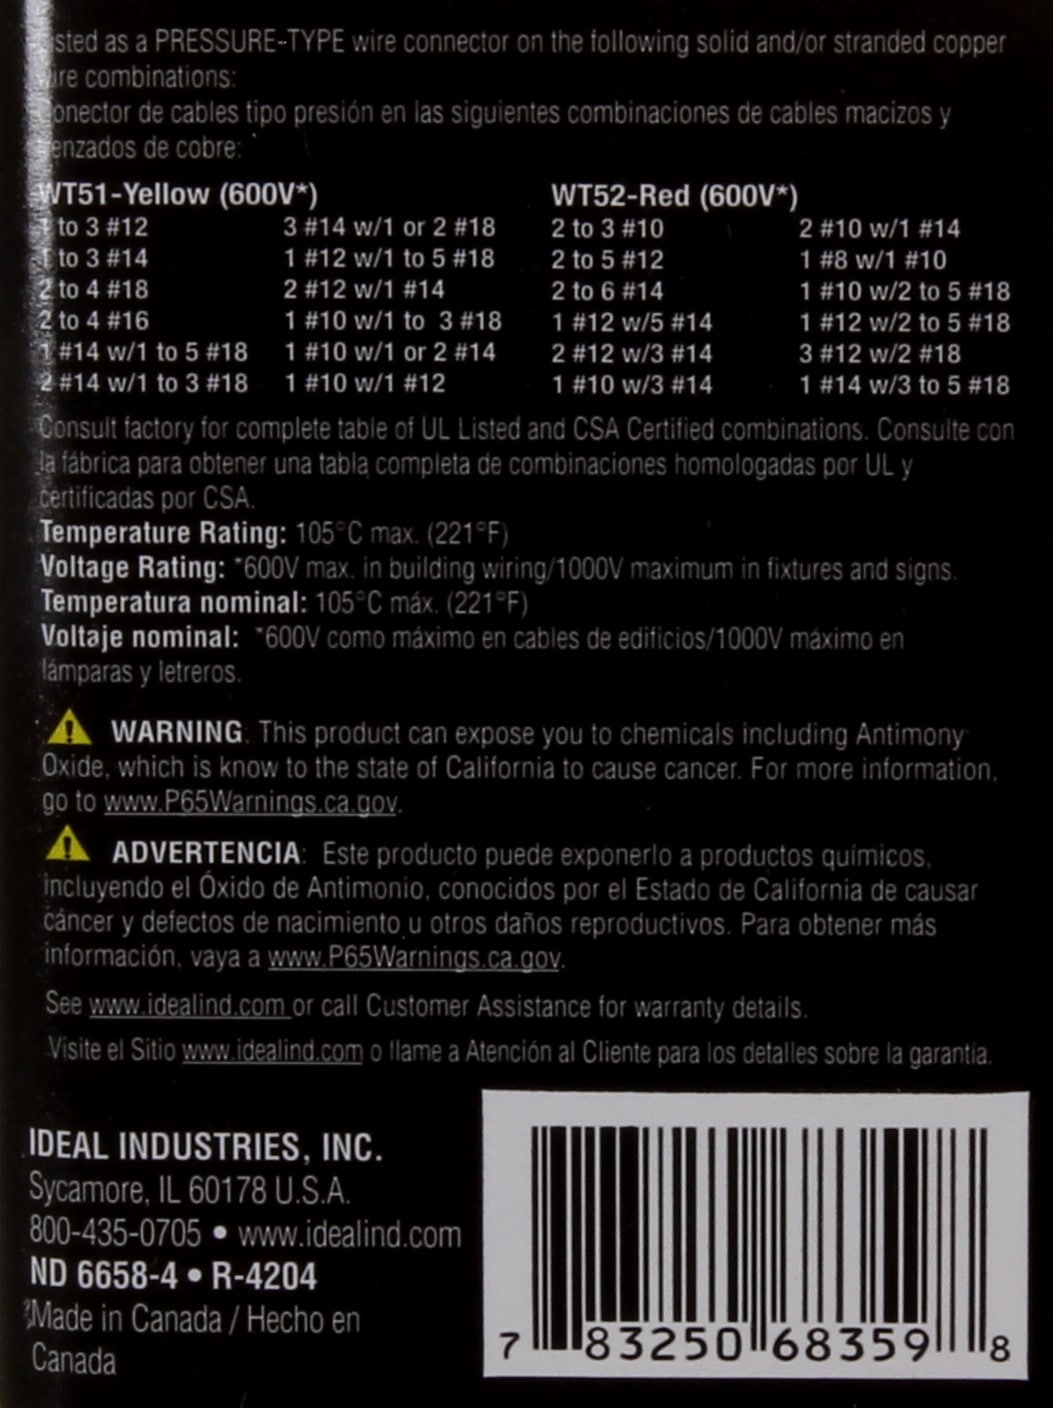 sted as a PRESSURE-TYPE wire connector on the following solid and/or stranded copper
ire combinations:
onector de cables tipo presión en las siguientes combinaciones de cables macizos y
enzados de cobre:
WT51-Yellow (600V*) WT52-Red (600V*)
1 to 3 #12 3 #14 w/1 or 2 #18 2 to 3 #10 2 #10 w/1 #14
1 to 3 #14 1 #12 w/1 to 5 #18 2 to 5 #12 1 #8 w/1 #10
2 to 4 #18 2 #12 w/1 #14 2 to 6 #14 1 #10 w/2 to 5 #18
2 to 4 #16 1 #10 w/1 to 3 #18 1 #12 w/5 #14 1 #12 w/2 to 5 #18
1 #14 w/1 to 5 #18 1 #10 w/1 or 2 #14 2 #12 w/3 #14 3 #12 w/2 #18
2 #14 w/1 to 3 #18 1 #10 w/1 #12 1 #10 w/3 #14 1 #14 w/3 to 5 #18
Consult factory for complete table of UL Listed and CSA Certified combinations. Consulte con
la fábrica para obtener una tabla completa de combinaciones homologadas por UL y
certificadas por CSA.
Temperature Rating: 105°C max. (221°F)
Voltage Rating: *600V max. in building wiring/1000V maximum in fixtures and signs.
Temperatura nominal: 105°C máx. (221°F)
Voltaje nominal: *600V como máximo en cables de edificios/1000V máximo en
lámparas y letreros.
WARNING: This product can expose you to chemicals including Antimony
Oxide, which is know to the state of California to cause cancer. For more information,
go to www.P65Warnings.ca.gov.
ADVERTENCIA: Este producto puede exponerlo a productos químicos,
incluyendo el Óxido de Antimonio, conocidos por el Estado de California de causar
cáncer y defectos de nacimiento u otros daños reproductivos. Para obtener más
información, vaya a www.P65Warnings.ca.gov.
See www.idealind.com or call Customer Assistance for warranty details.
Visite el Sitio www.idealind.com o llame a Atención al Cliente para los detalles sobre la garantía.
IDEAL INDUSTRIES, INC.
Sycamore, IL 60178 U.S.A.
800-435-0705 • www.idealind.com
ND 6658-4 • R-4204
Made in Canada / Hecho en
Canada
7 83250 68359 8